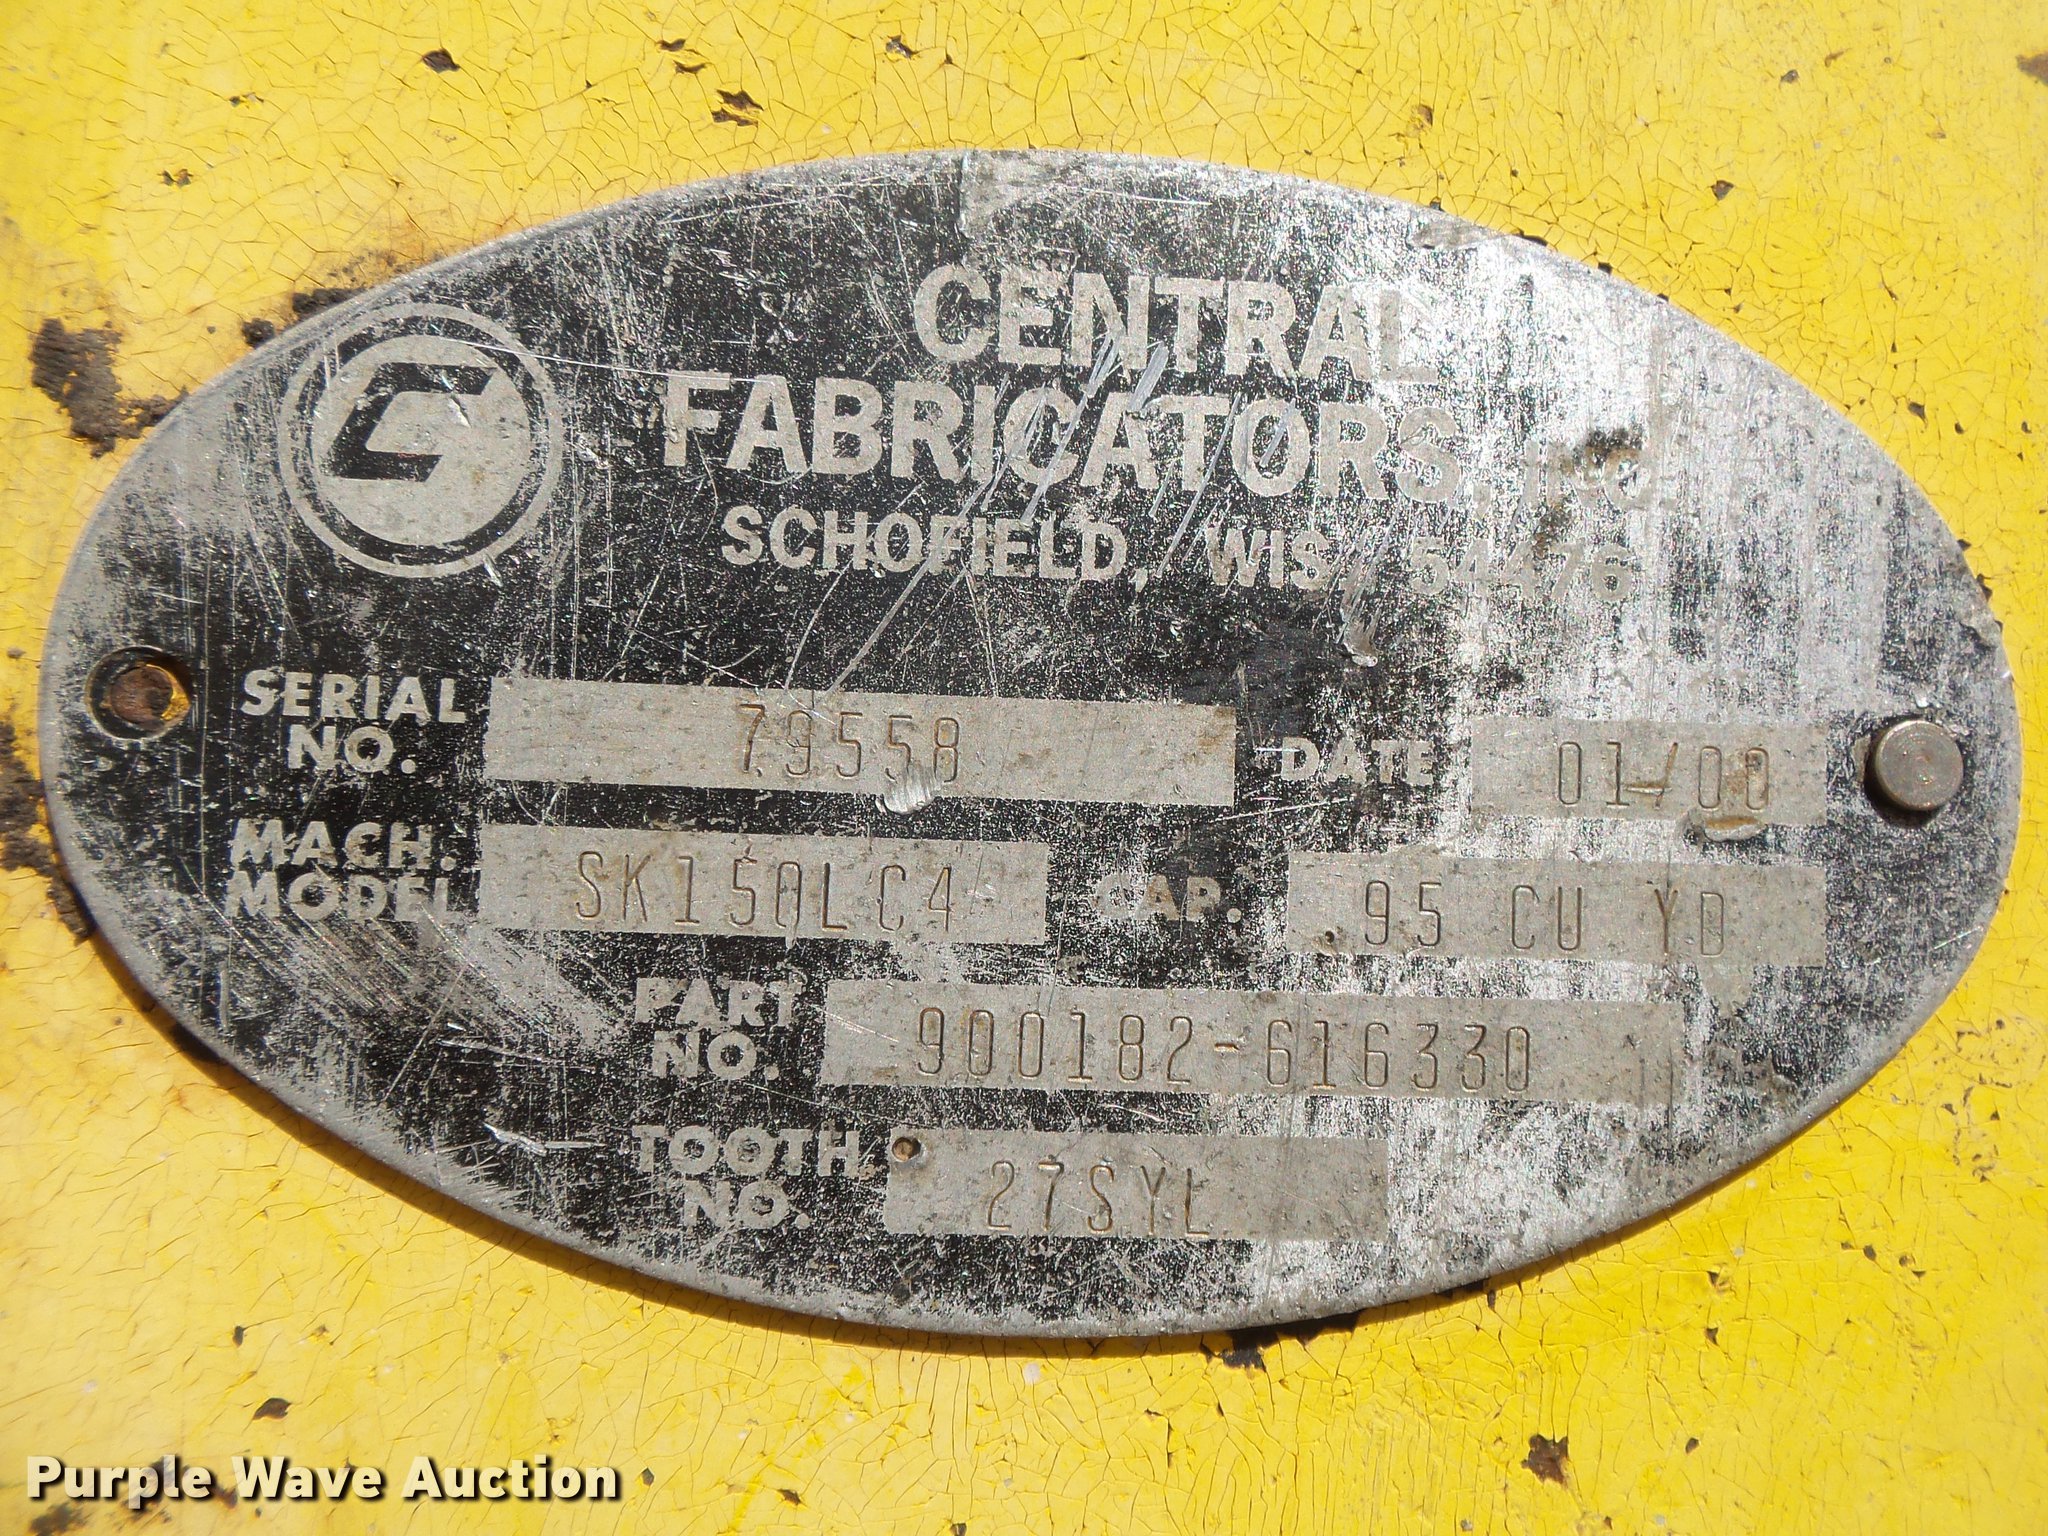 CENTRAL
FABRICATORS, INC.
SCHOFIELD, WIS. 54476
SERIAL NO. 79558 DATE 01/00
MACH. MODEL SK150LC4 CAP. .95 CU YD
PART NO. 900182-616330
TOOTH NO. 27SYL
Purple Wave Auction